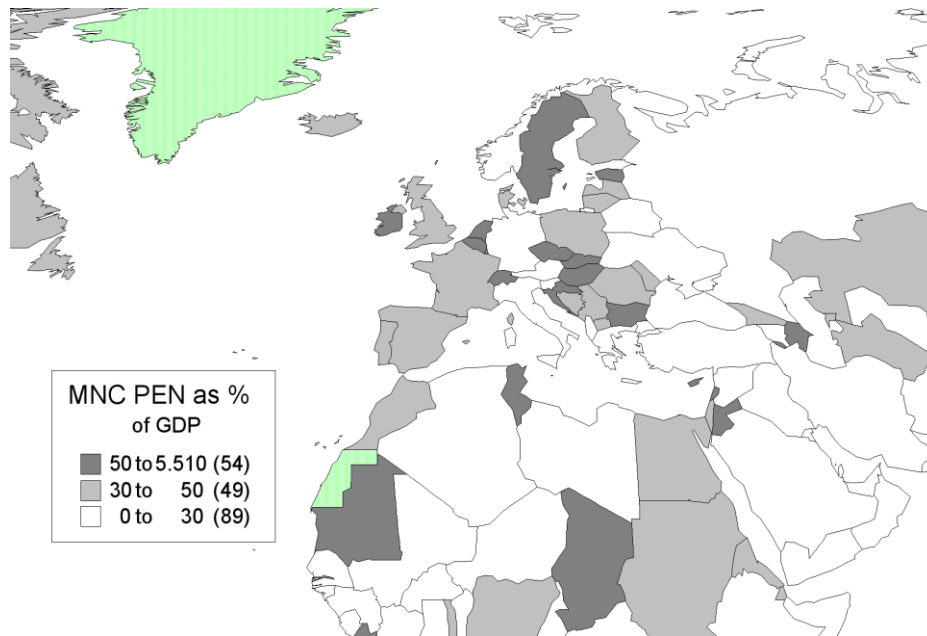 MNC PEN as %
of GDP
50 to 5.510 (54)
30 to 50 (49)
0 to 30 (89)